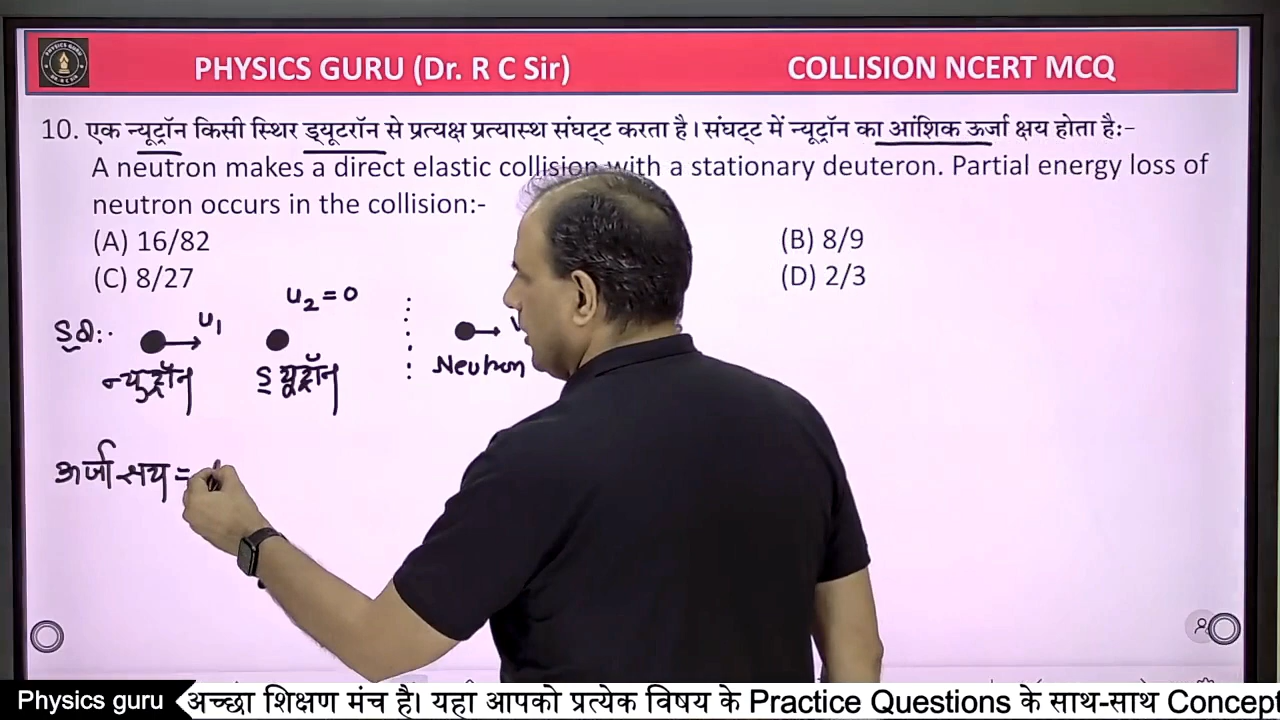 PHYSICS GURU (Dr. R C Sir) COLLISION NCERT MCQ
10. एक न्यूट्रॉन किसी स्थिर ड्यूटरॉन से प्रत्यक्ष प्रत्यास्थ संघट्ट करता है। संघट्ट में न्यूट्रॉन का आंशिक ऊर्जा क्षय होता है:-
A neutron makes a direct elastic collision with a stationary deuteron. Partial energy loss of
neutron occurs in the collision:-
(A) 16/82 (B) 8/9
(C) 8/27 (D) 2/3
u₂ = 0
u₁
न्यूट्रॉन ड्यूट्रॉन Neutron
ऊर्जा क्षय =
Physics guru अच्छा शिक्षण मंच है। यहा आपको प्रत्येक विषय के Practice Questions के साथ-साथ Concept